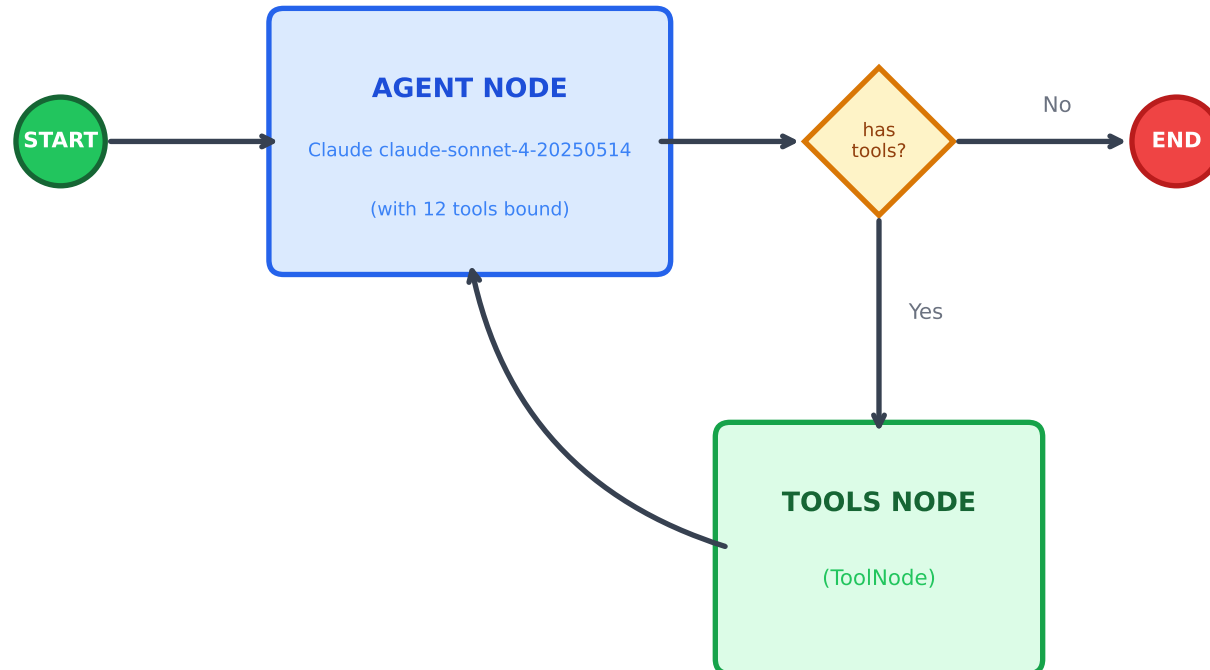 START
AGENT NODE
Claude claude-sonnet-4-20250514
(with 12 tools bound)
has
tools?
No
END
Yes
TOOLS NODE
(ToolNode)